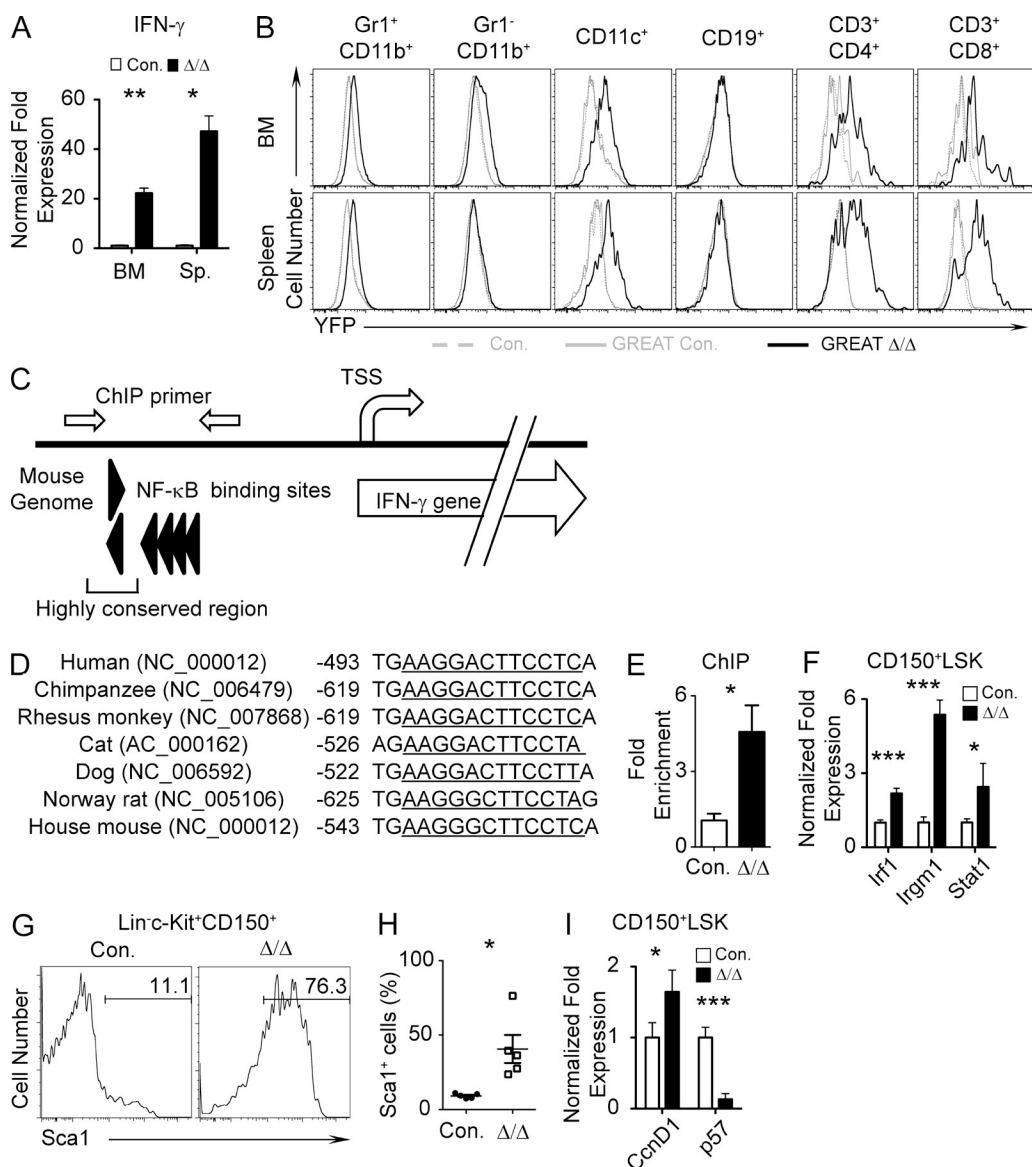 A
IFN-γ
Con. Δ/Δ
** *
60
40
20
0
Normalized Fold
Expression
BM Sp.
B
Gr1⁺ Gr1⁻ CD11c⁺ CD19⁺ CD3⁺ CD3⁺
CD11b⁺ CD11b⁺ CD4⁺ CD8⁺
BM
Spleen
Cell Number
YFP
Con. GREAT Con. GREAT Δ/Δ
C
TSS
ChIP primer
Mouse
Genome
NF-κB binding sites
IFN-γ gene
Highly conserved region
D
Human (NC_000012) -493 TGAAGGACTTCCTCA
Chimpanzee (NC_006479) -619 TGAAGGACTTCCTCA
Rhesus monkey (NC_007868) -619 TGAAGGACTTCCTCA
Cat (AC_000162) -526 AGAAGGACTTCCTA
Dog (NC_006592) -522 TGAAGGACTTCCTTA
Norway rat (NC_005106) -625 TGAAGGGCTTCCTAG
House mouse (NC_000012) -543 TGAAGGGCTTCCTCA
E
ChIP
*
6
3
0
Fold
Enrichment
Con. Δ/Δ
F
CD150⁺LSK
Con.
Δ/Δ
*** *** *
6
3
0
Normalized Fold
Expression
Irf1 Irgm1 Stat1
G
Lin⁻c-Kit⁺CD150⁺
Con. Δ/Δ
11.1 76.3
Cell Number
Sca1
H
*
100
50
0
Sca1⁺ cells (%)
Con. Δ/Δ
I
CD150⁺LSK
Con.
Δ/Δ
* ***
2
1
0
Normalized Fold
Expression
CcnD1 p57